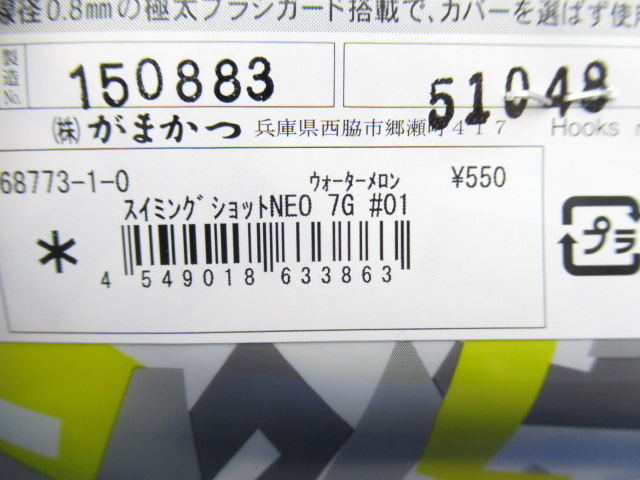 径0.8mmの極太ブラシガード搭載で、カバーを選ばず使
製造No. 150883 51048
(株) がまかつ 兵庫県西脇市郷瀬町417 Hooks
68773-1-0 ウォーターメロン ¥550
スイミングショットNEO 7G #01
*
4 549018 633863
プラ